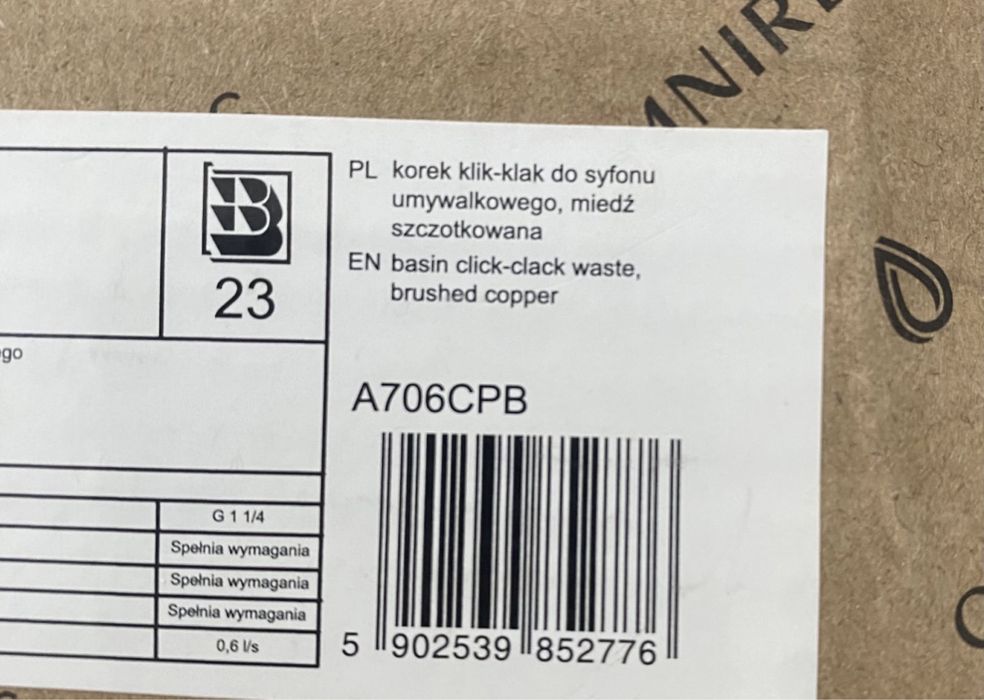 23
PL korek klik-klak do syfonu
umywalkowego, miedź
szczotkowana
EN basin click-clack waste,
brushed copper
A706CPB
G 1 1/4
Spełnia wymagania
Spełnia wymagania
Spełnia wymagania
0,6 l/s
5 902539 852776